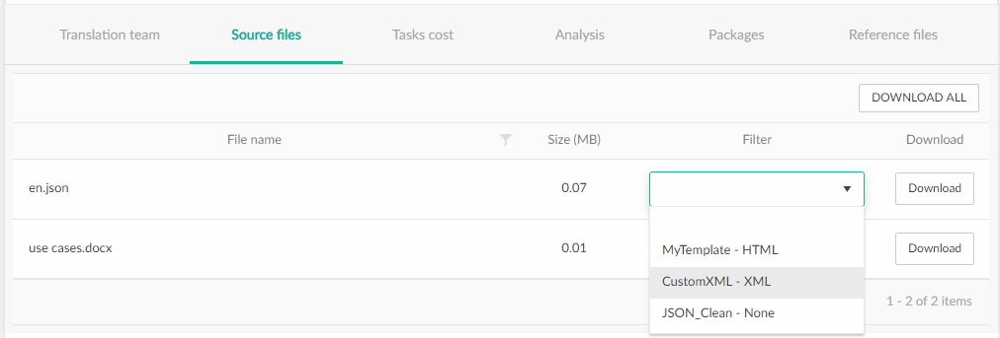 Translation team Source files Tasks cost Analysis Packages Reference files
DOWNLOAD ALL
File name Size (MB) Filter Download
en.json 0.07 Download
use cases.docx 0.01 Download
MyTemplate - HTML
CustomXML - XML
JSON_Clean - None
1 - 2 of 2 items